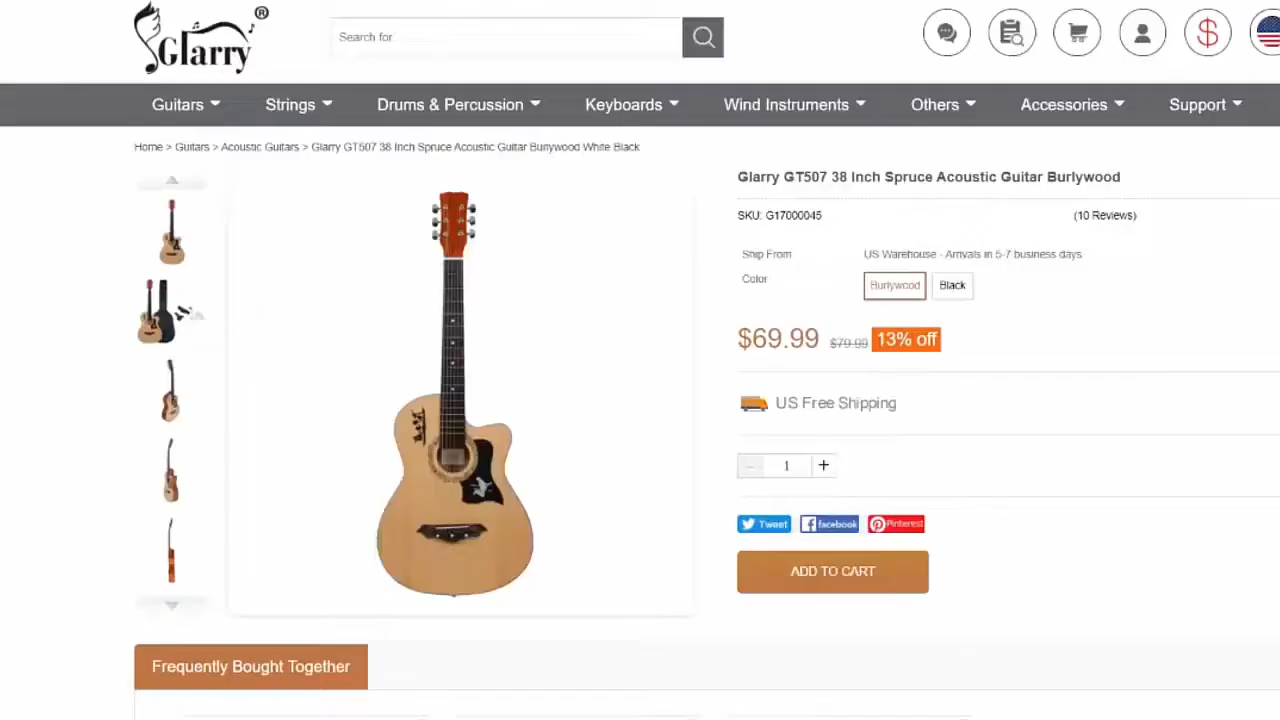 Glarry®
Search for
Guitars Strings Drums & Percussion Keyboards Wind Instruments Others Accessories Support
Home > Guitars > Acoustic Guitars > Glarry GT507 38 Inch Spruce Acoustic Guitar Burlywood White Black
Glarry GT507 38 Inch Spruce Acoustic Guitar Burlywood
SKU: G17000045 (10 Reviews)
Ship From US Warehouse - Arrivals in 5-7 business days
Color Burlywood Black
$69.99 $79.99 13% off
US Free Shipping
- 1 +
Tweet facebook Pinterest
ADD TO CART
Frequently Bought Together